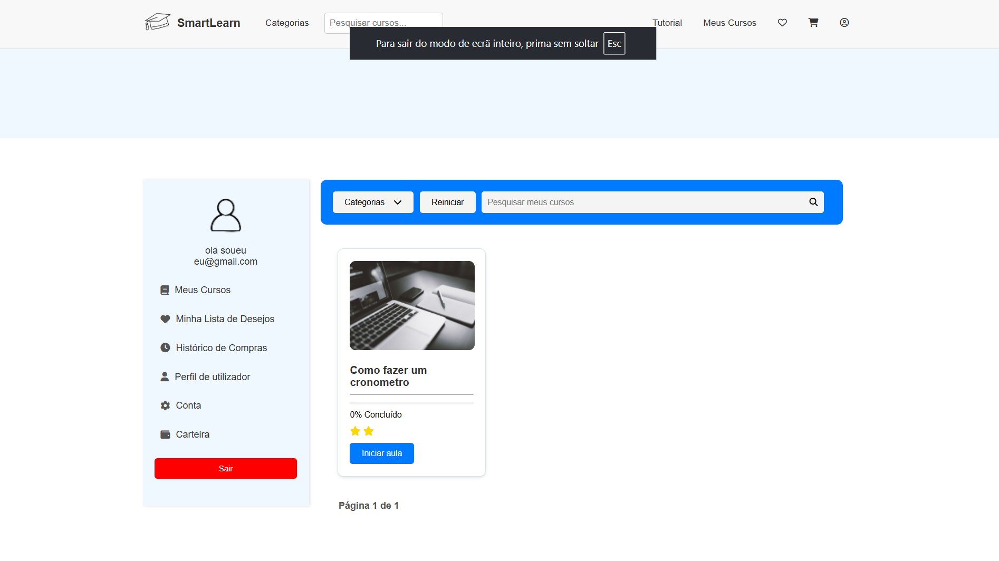 SmartLearn
Categorias
Pesquisar cursos...
Tutorial
Meus Cursos
Para sair do modo de ecrã inteiro, prima sem soltar Esc
ola soueu
eu@gmail.com
Meus Cursos
Minha Lista de Desejos
Histórico de Compras
Perfil de utilizador
Conta
Carteira
Sair
Categorias
Reiniciar
Pesquisar meus cursos
Como fazer um
cronometro
0% Concluído
Iniciar aula
Página 1 de 1